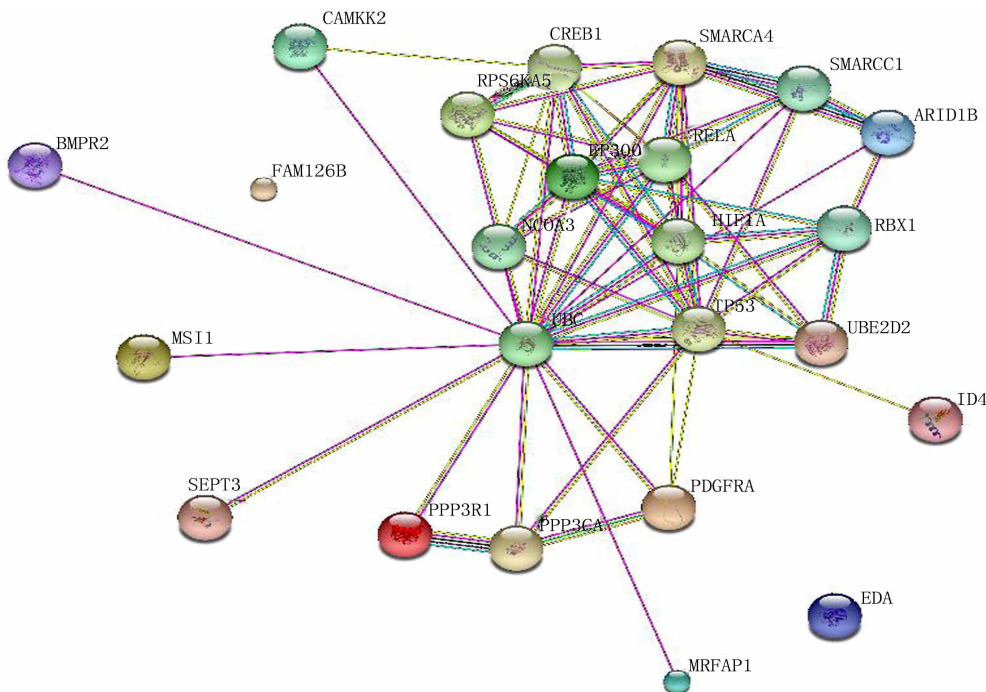 CAMKK2
CREB1
SMARCA4
SMARCC1
RPS6KA5
ARID1B
BMPR2
RELA
EP300
FAM126B
NCOA3
HIF1A
RBX1
TP53
UBC
UBE2D2
MSI1
ID4
SEPT3
PDGFRA
PPP3R1
PPP3CA
EDA
MRFAP1